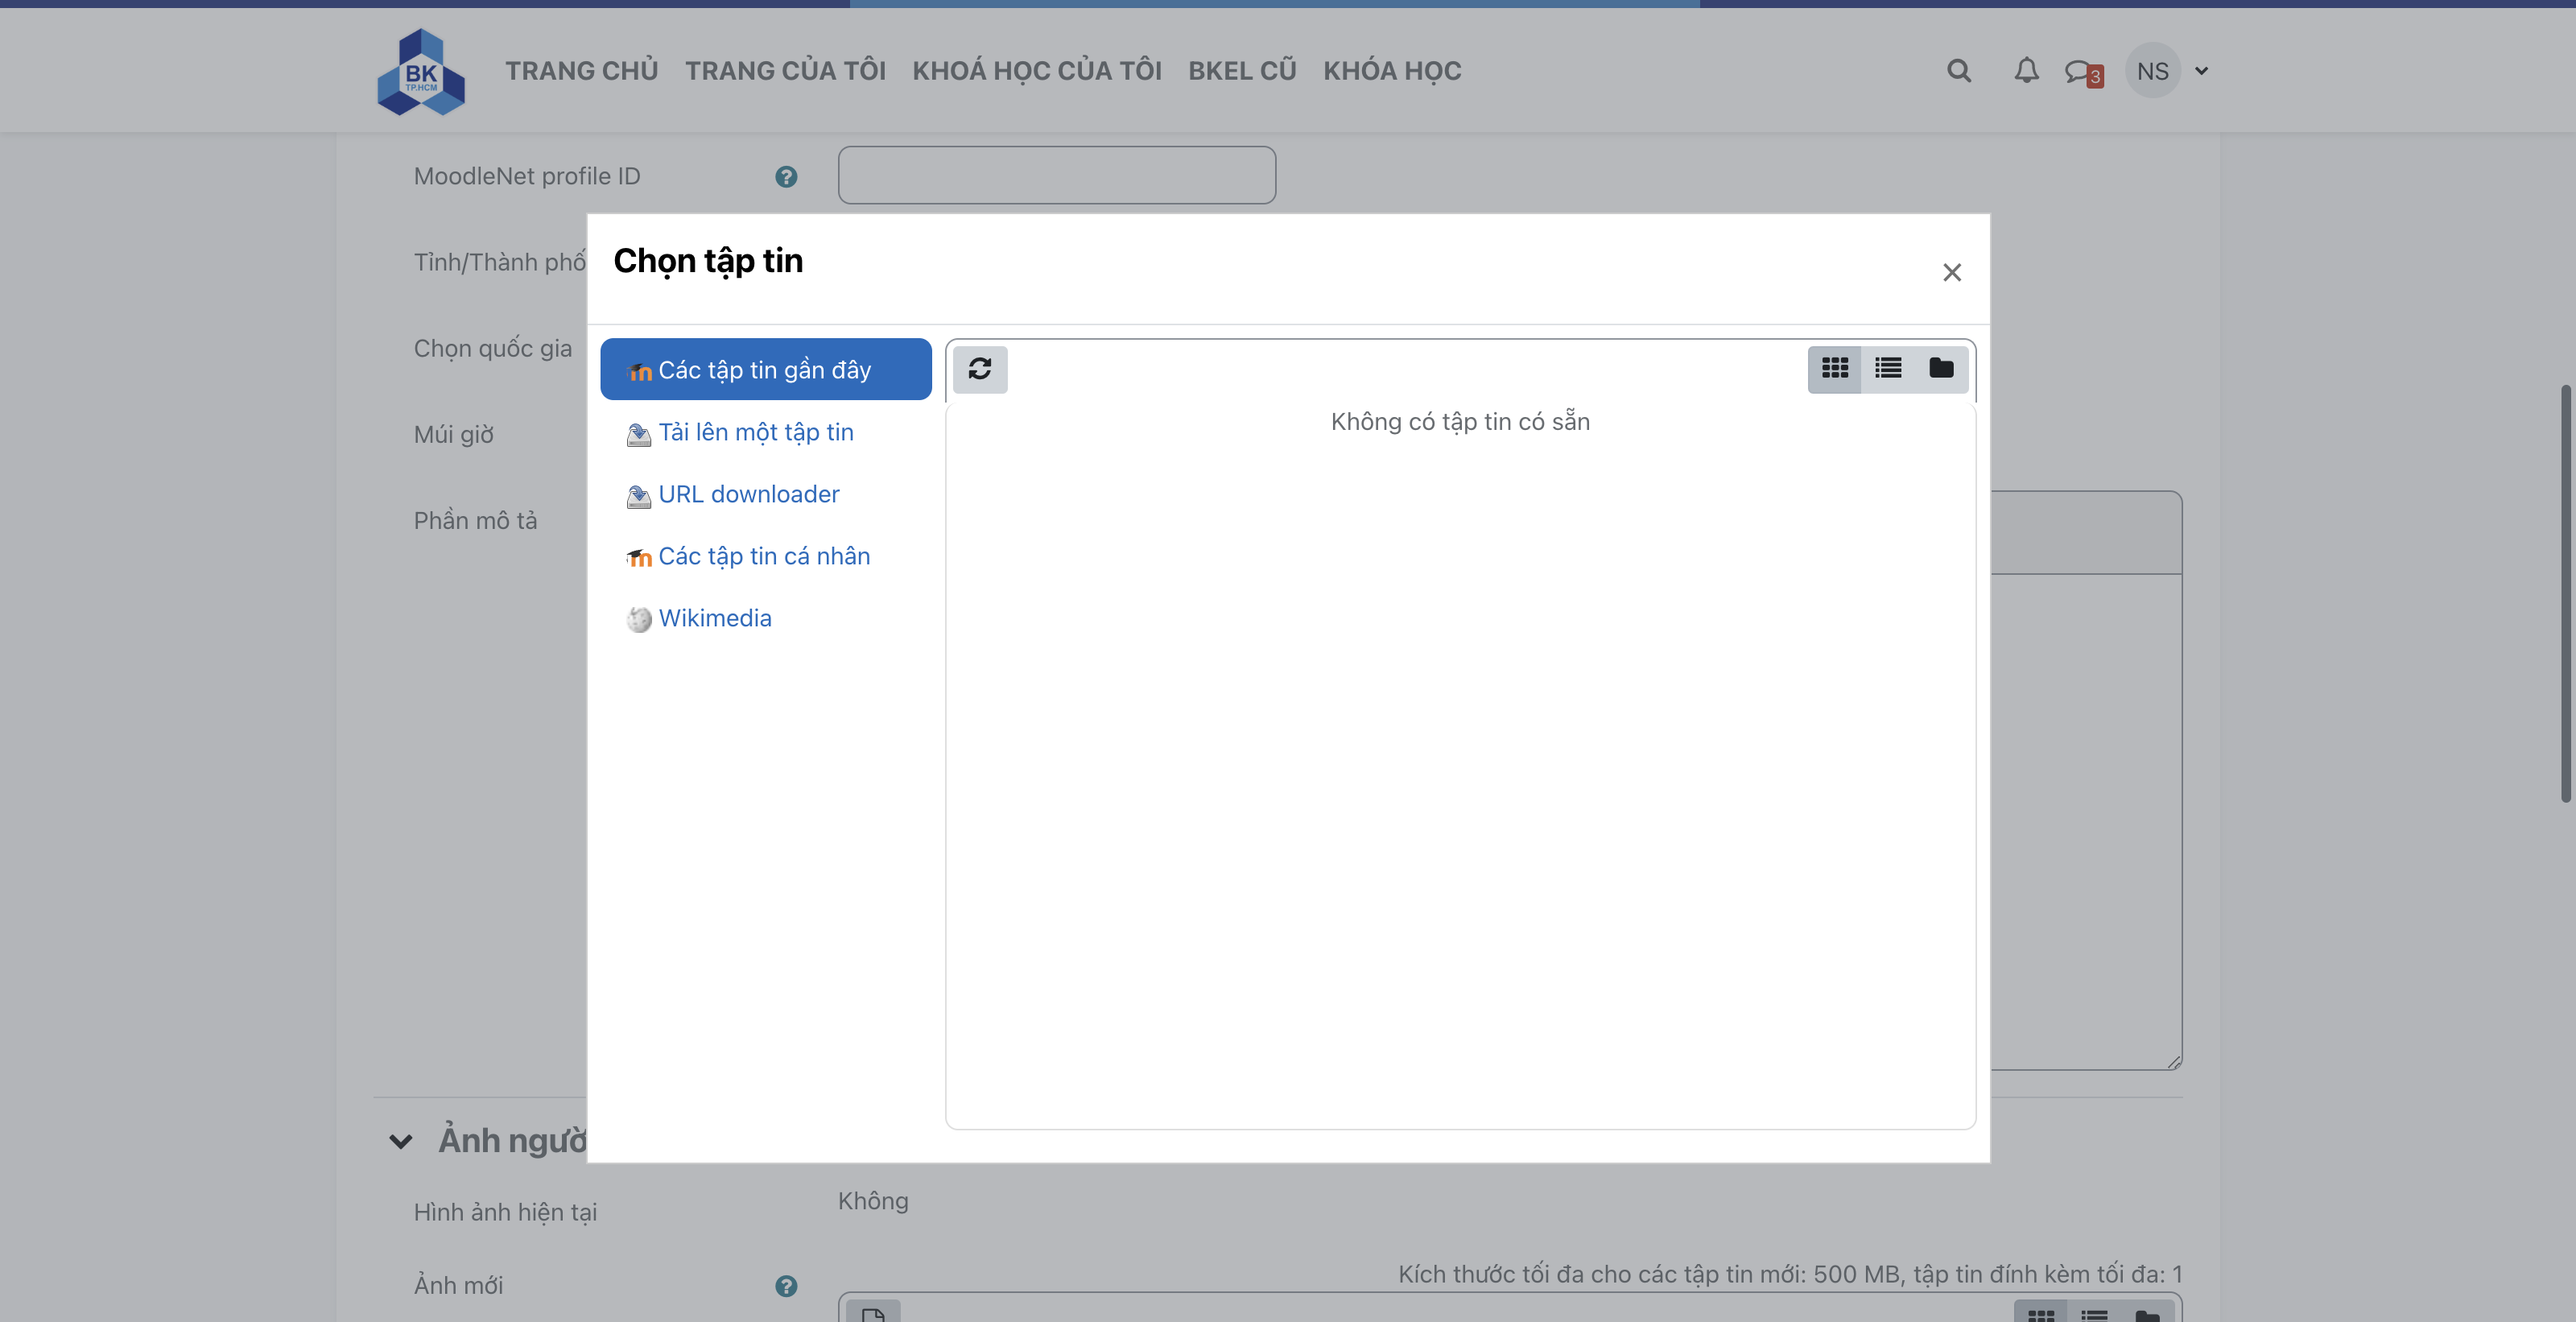 BK
TP.HCM
TRANG CHỦ TRANG CỦA TÔI KHOÁ HỌC CỦA TÔI BKEL CŨ KHÓA HỌC
3
NS
MoodleNet profile ID
Tỉnh/Thành phố
Chọn quốc gia
Múi giờ
Phần mô tả
Chọn tập tin
Các tập tin gần đây
Tải lên một tập tin
URL downloader
Các tập tin cá nhân
Wikimedia
Không có tập tin có sẵn
Ảnh ngườ
Hình ảnh hiện tại
Không
Ảnh mới
Kích thước tối đa cho các tập tin mới: 500 MB, tập tin đính kèm tối đa: 1